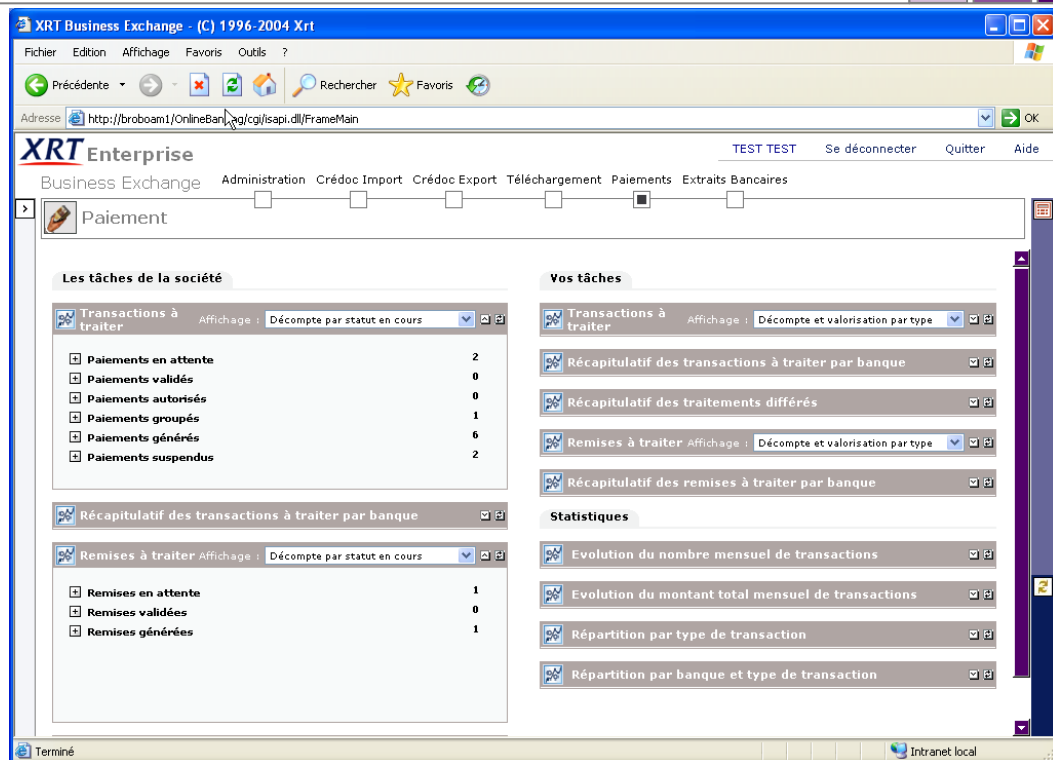 XRT Business Exchange - (C) 1996-2004 Xrt
Fichier Edition Affichage Favoris Outils ?
Précédente Rechercher Favoris
Adresse http://broboam1/OnlineBan ag/cgi/isapi.dll/FrameMain OK
XRT Enterprise
TEST TEST Se déconnecter Quitter Aide
Business Exchange
Administration Crédoc Import Crédoc Export Téléchargement Paiements Extraits Bancaires
Paiement
Les tâches de la société
Transactions à traiter Affichage : Décompte par statut en cours
Paiements en attente 2
Paiements validés 0
Paiements autorisés 0
Paiements groupés 1
Paiements générés 6
Paiements suspendus 2
Récapitulatif des transactions à traiter par banque
Remises à traiter Affichage : Décompte par statut en cours
Remises en attente 1
Remises validées 0
Remises générées 1
Vos tâches
Transactions à traiter Affichage : Décompte et valorisation par type
Récapitulatif des transactions à traiter par banque
Récapitulatif des traitements différés
Remises à traiter Affichage : Décompte et valorisation par type
Récapitulatif des remises à traiter par banque
Statistiques
Evolution du nombre mensuel de transactions
Evolution du montant total mensuel de transactions
Répartition par type de transaction
Répartition par banque et type de transaction
Terminé
Intranet local